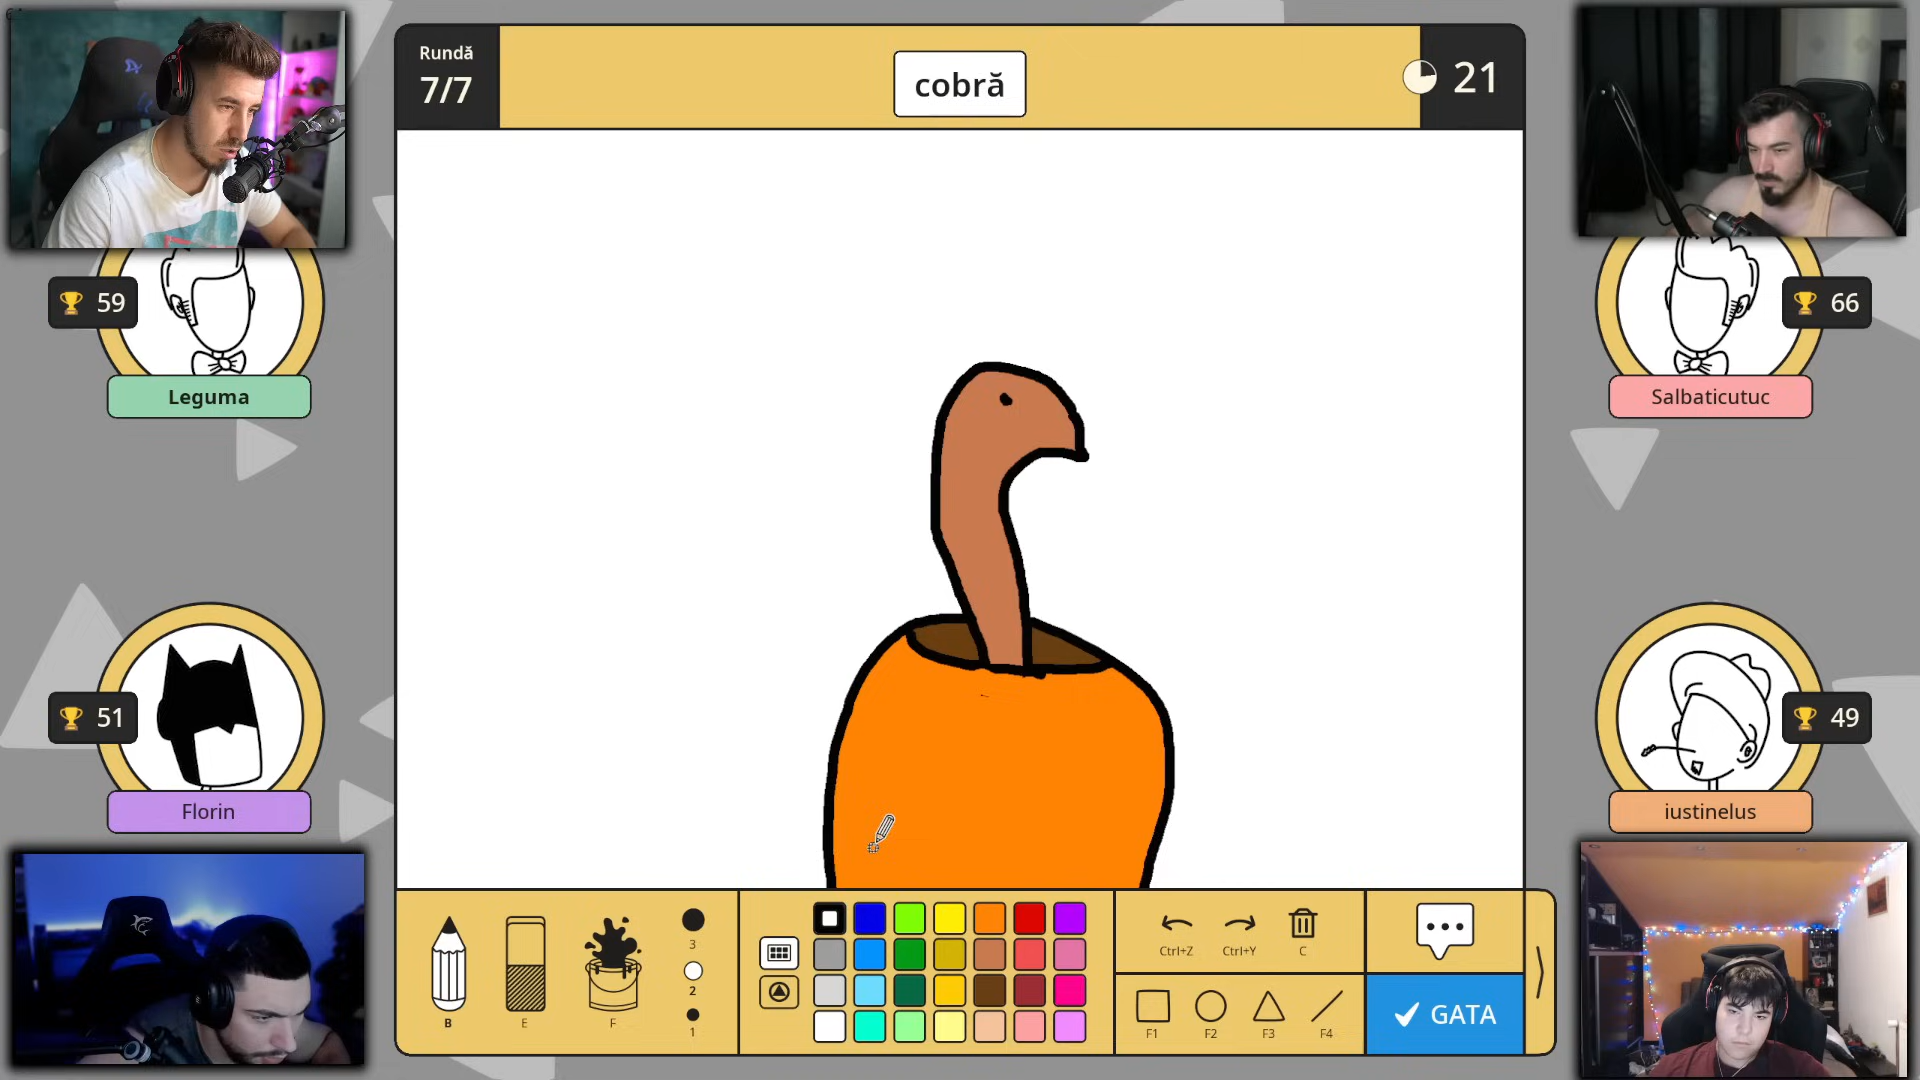 Rundă
7/7
cobră
21
59
Leguma
66
Salbaticutuc
51
Florin
49
iustinelus
B
E
F
3
2
1
Ctrl+Z
Ctrl+Y
C
F1
F2
F3
F4
GATA